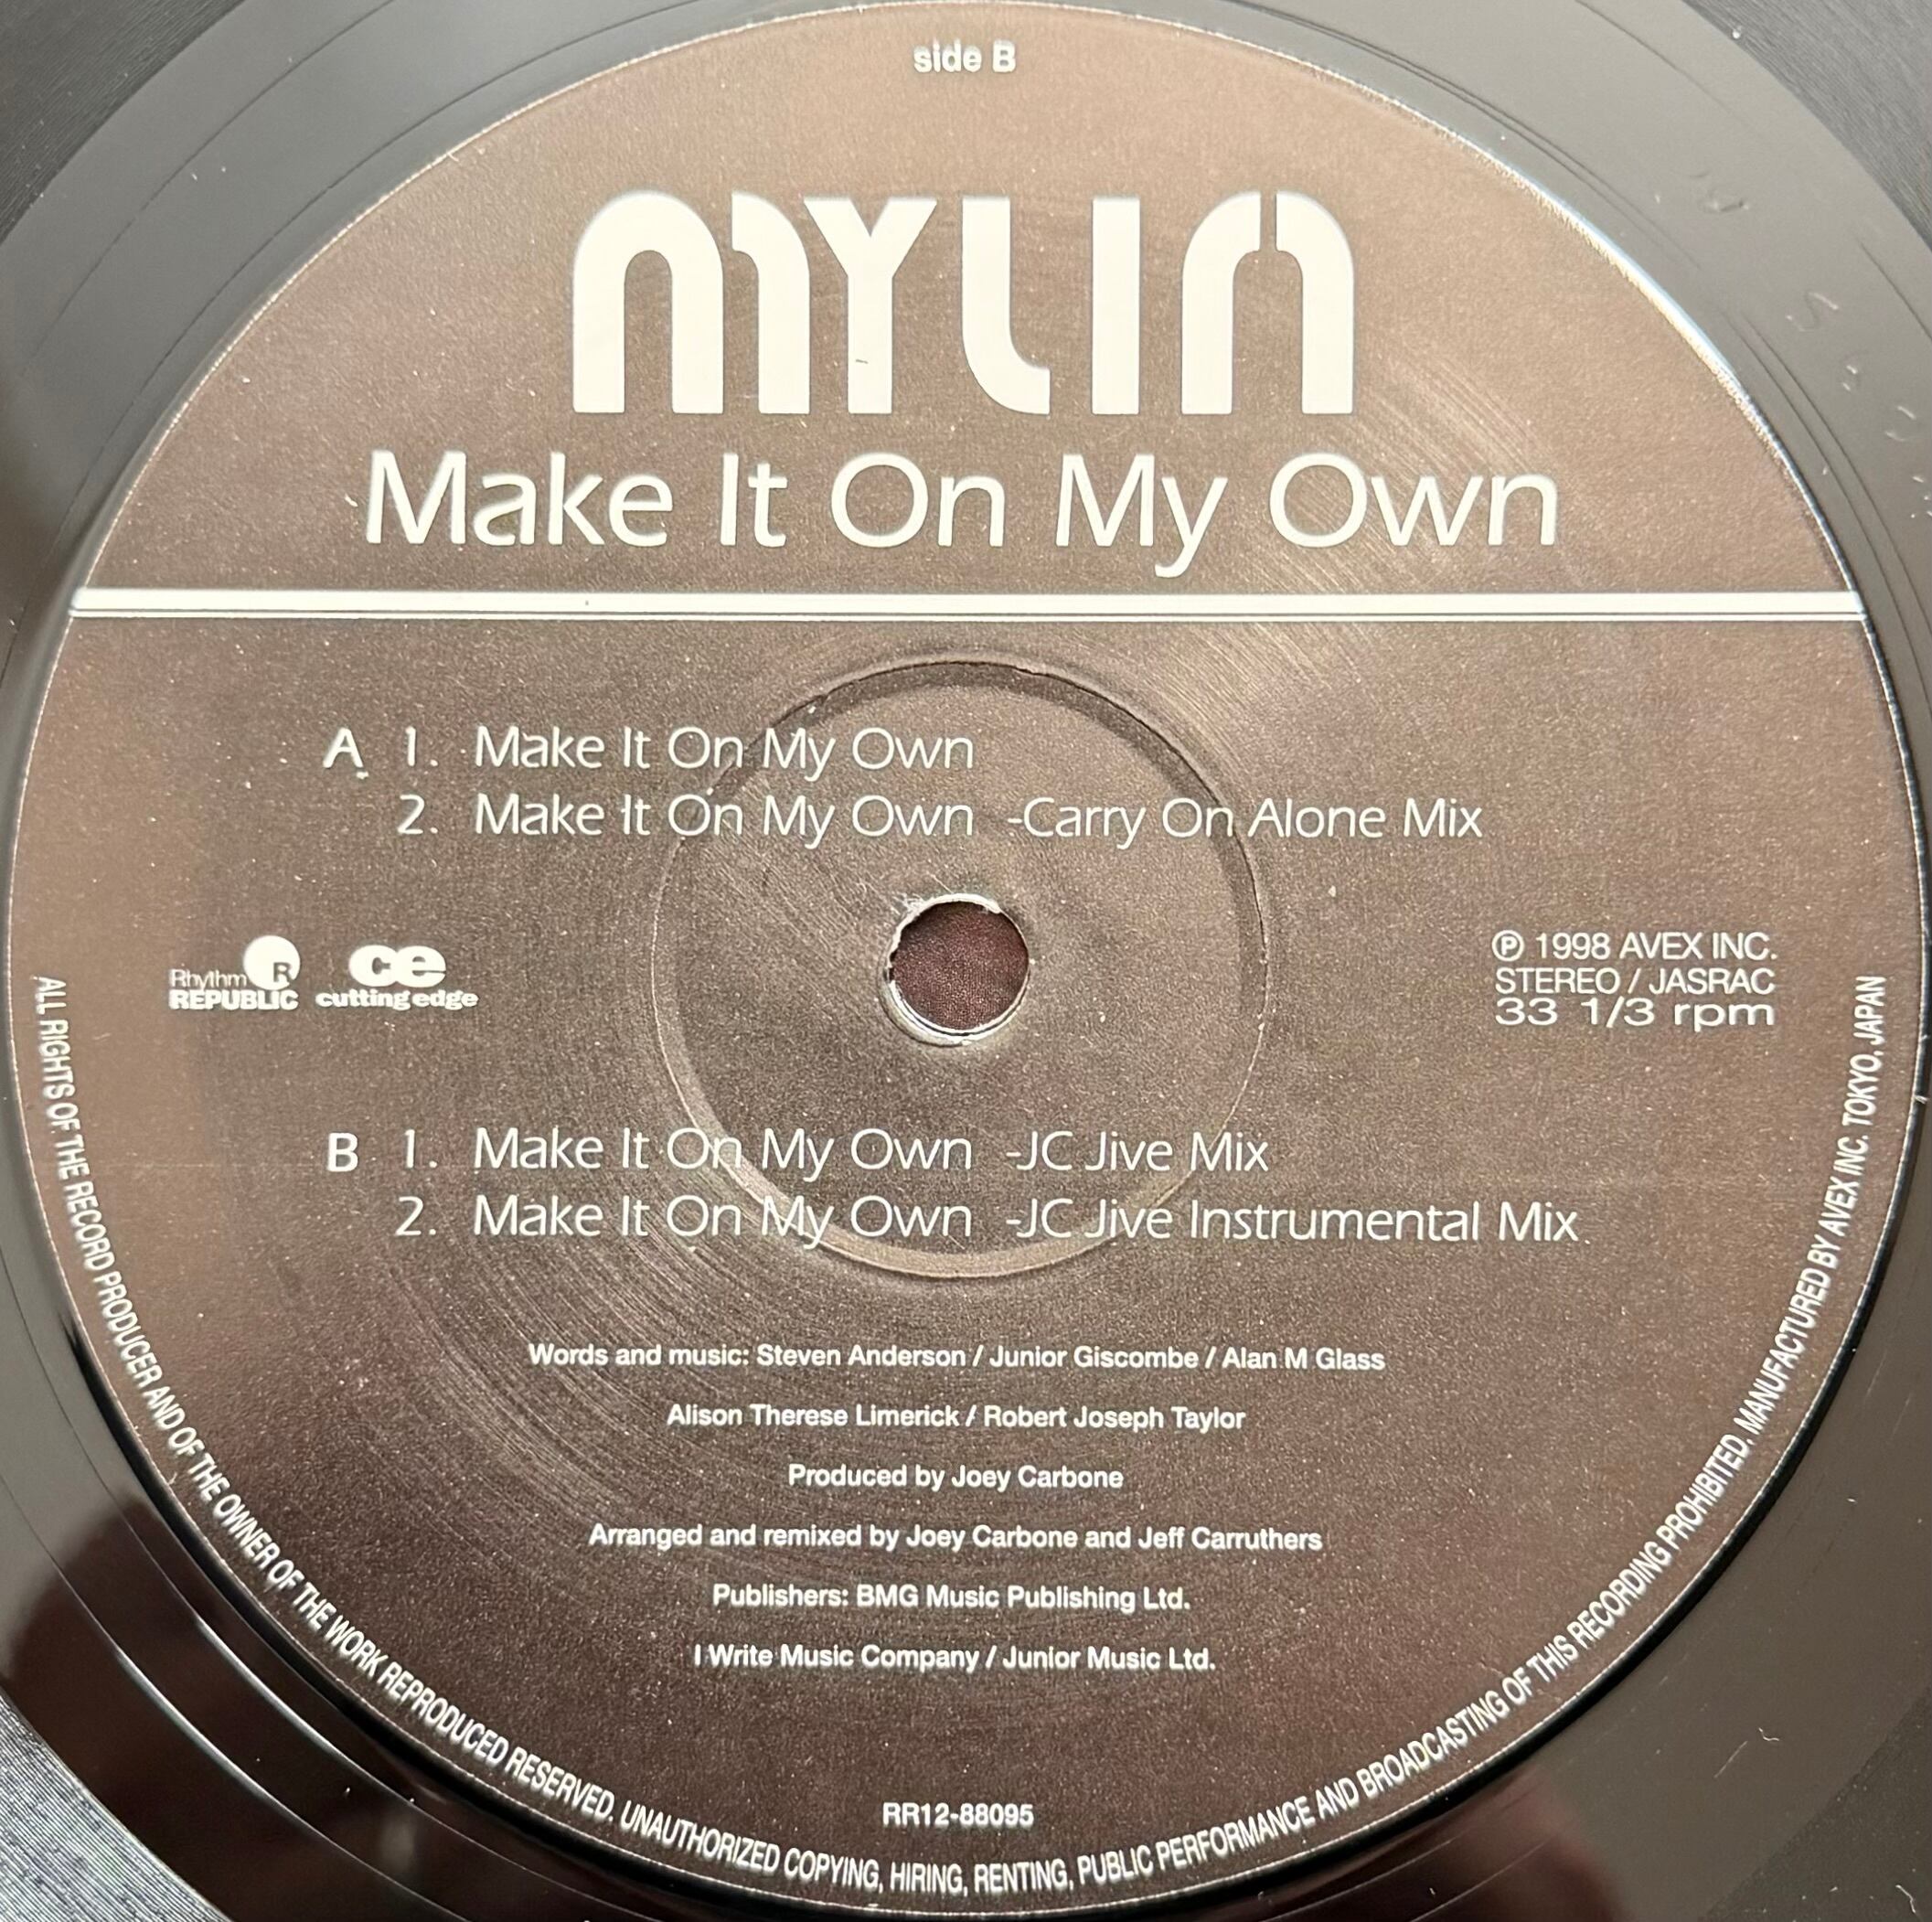 side B
MYLIN
Make It On My Own
A 1. Make It On My Own
2. Make It On My Own -Carry On Alone Mix
Rhythm R
REPUBLIC
ce
cutting edge
℗ 1998 AVEX INC.
STEREO / JASRAC
33 1/3 rpm
B 1. Make It On My Own -JC Jive Mix
2. Make It On My Own -JC Jive Instrumental Mix
Words and music: Steven Anderson / Junior Giscombe / Alan M Glass
Alison Therese Limerick / Robert Joseph Taylor
Produced by Joey Carbone
Arranged and remixed by Joey Carbone and Jeff Carruthers
Publishers: BMG Music Publishing Ltd.
I Write Music Company / Junior Music Ltd.
RR12-88095
ALL RIGHTS OF THE RECORD PRODUCER AND OF THE OWNER OF THE WORK REPRODUCED RESERVED. UNAUTHORIZED COPYING, HIRING, RENTING, PUBLIC PERFORMANCE AND BROADCASTING OF THIS RECORDING PROHIBITED. MANUFACTURED BY AVEX INC. TOKYO, JAPAN